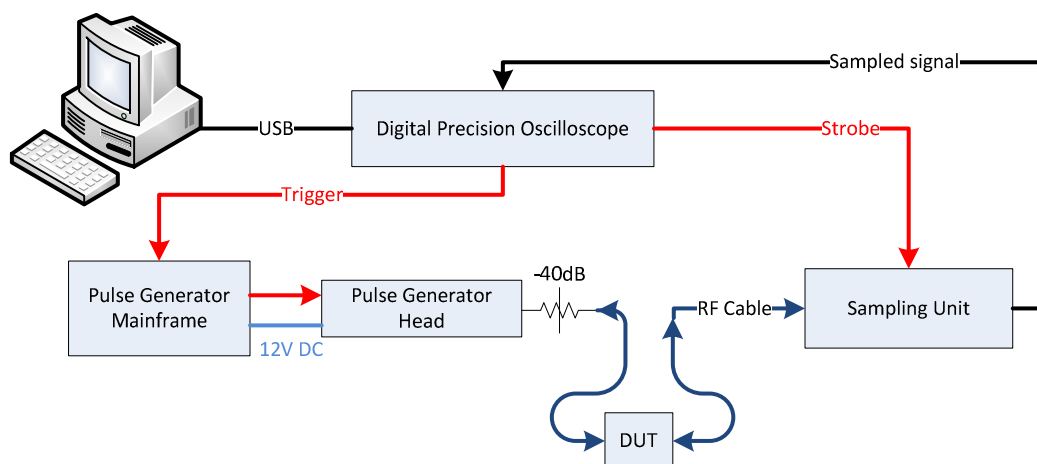 Sampled signal
USB
Digital Precision Oscilloscope
Strobe
Trigger
-40dB
Pulse Generator
Mainframe
Pulse Generator
Head
RF Cable
Sampling Unit
12V DC
DUT